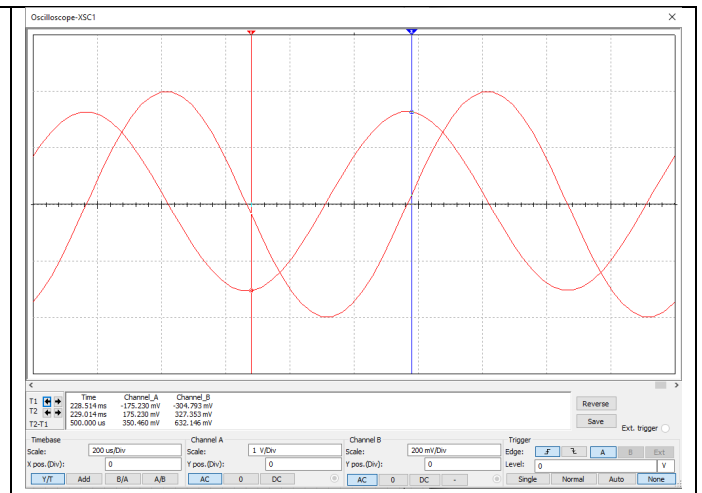 Oscilloscope-XSC1
Time Channel_A Channel_B
T1 228.514 ms -175.230 mV -304.793 mV
T2 229.014 ms 175.230 mV 327.353 mV
T2-T1 500.000 us 350.460 mV 632.146 mV
Reverse
Save
Ext. trigger
Timebase Channel A Channel B Trigger
Scale: 200 us/Div Scale: 1 V/Div Scale: 200 mV/Div Edge: A B Ext
X pos.(Div): 0 Y pos.(Div): 0 Y pos.(Div): 0 Level: 0 V
Y/T Add B/A A/B AC 0 DC AC 0 DC - Single Normal Auto None